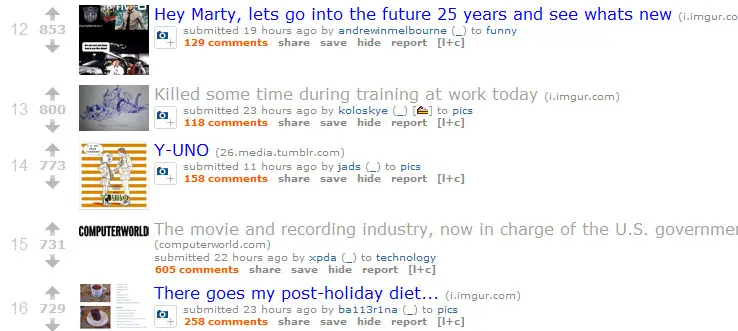 Hey Marty, lets go into the future 25 years and see whats new (i.imgur.co
12 853 submitted 19 hours ago by andrewinmelbourne (_) to funny
129 comments share save hide report [l+c]
Killed some time during training at work today (i.imgur.com)
13 800 submitted 23 hours ago by koloskye (_) [] to pics
118 comments share save hide report [l+c]
Y-UNO (26.media.tumblr.com)
14 773 submitted 11 hours ago by jads (_) to pics
158 comments share save hide report [l+c]
COMPUTERWORLD The movie and recording industry, now in charge of the U.S. governme
(computerworld.com)
15 731 submitted 22 hours ago by xpda (_) to technology
605 comments share save hide report [l+c]
There goes my post-holiday diet... (i.imgur.com)
16 729 submitted 23 hours ago by ba113r1na (_) to pics
258 comments share save hide report [l+c]